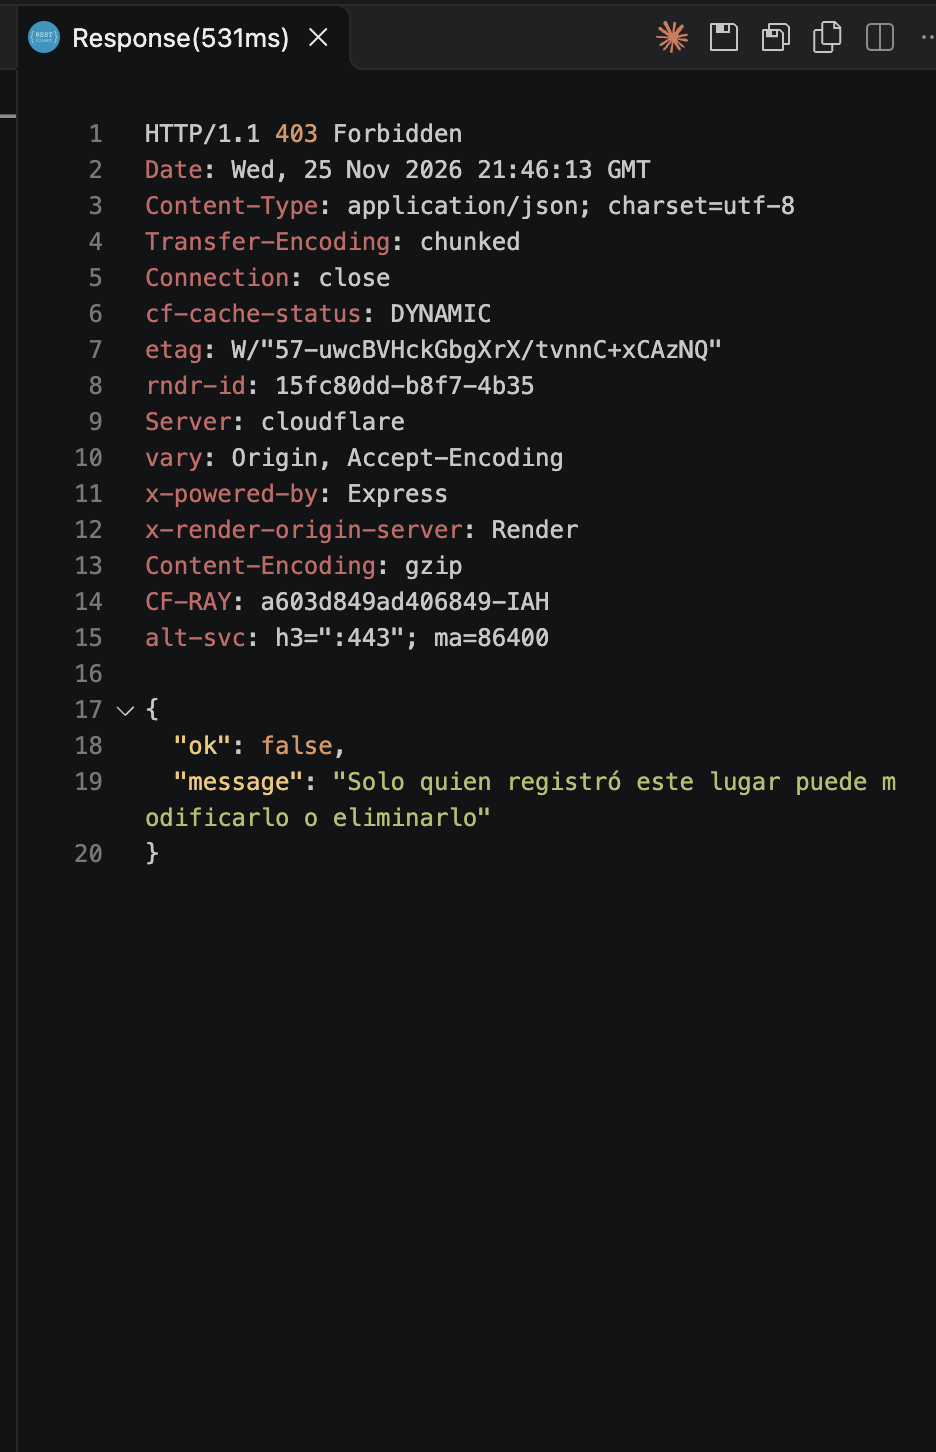 Response(531ms)
1 HTTP/1.1 403 Forbidden
2 Date: Wed, 25 Nov 2026 21:46:13 GMT
3 Content-Type: application/json; charset=utf-8
4 Transfer-Encoding: chunked
5 Connection: close
6 cf-cache-status: DYNAMIC
7 etag: W/"57-uwcBVHckGbgXrX/tvnnC+xCAzNQ"
8 rndr-id: 15fc80dd-b8f7-4b35
9 Server: cloudflare
10 vary: Origin, Accept-Encoding
11 x-powered-by: Express
12 x-render-origin-server: Render
13 Content-Encoding: gzip
14 CF-RAY: a603d849ad406849-IAH
15 alt-svc: h3=":443"; ma=86400
16
17 {
18 "ok": false,
19 "message": "Solo quien registró este lugar puede m
odificarlo o eliminarlo"
20 }